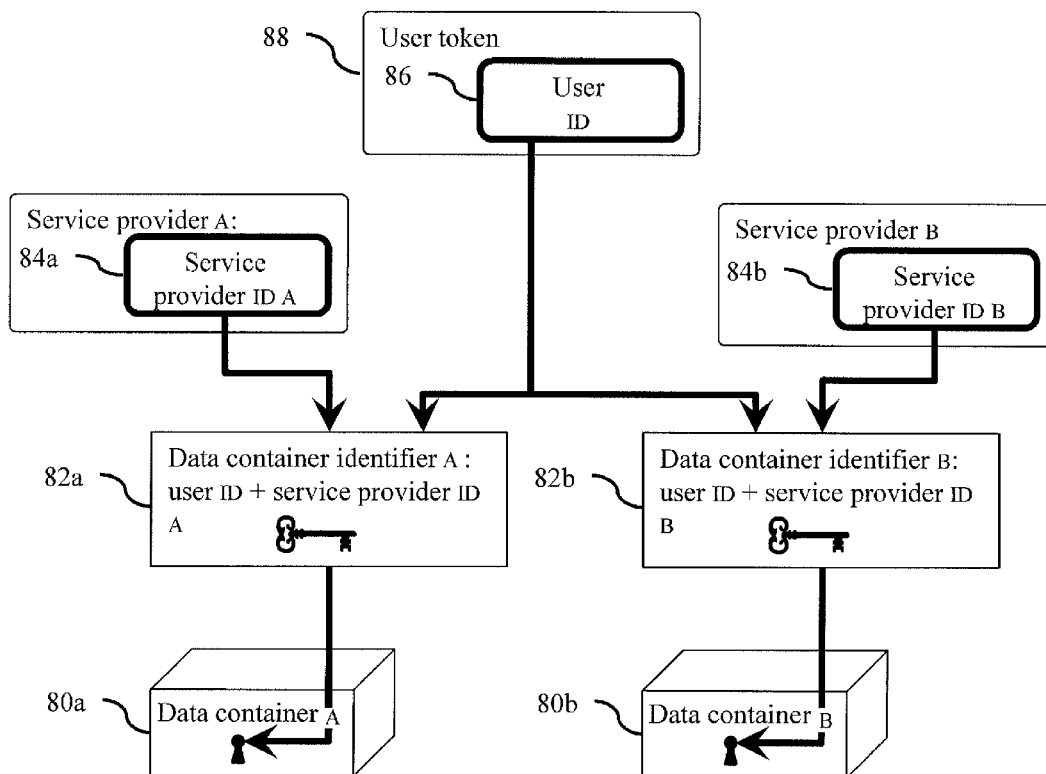 88
User token
86
User
ID
Service provider A:
84a
Service
provider ID A
Service provider B
84b
Service
provider ID B
82a
Data container identifier A :
user ID + service provider ID
A
82b
Data container identifier B:
user ID + service provider ID
B
80a
Data container A
80b
Data container B